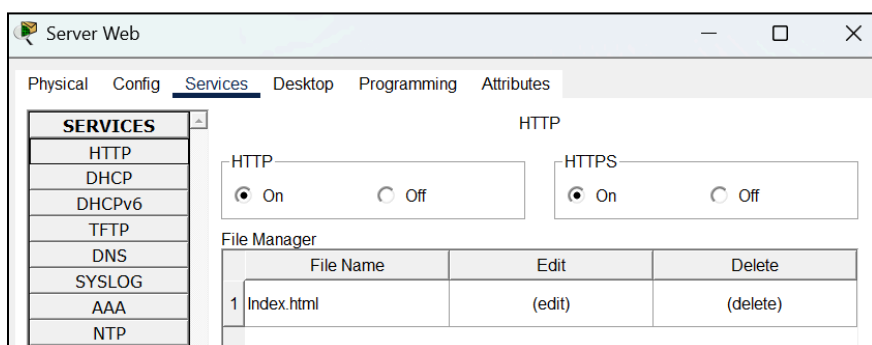 Server Web
Physical Config Services Desktop Programming Attributes
SERVICES
HTTP
DHCP
DHCPv6
TFTP
DNS
SYSLOG
AAA
NTP
HTTP
HTTP
On Off
HTTPS
On Off
File Manager
File Name Edit Delete
1 Index.html (edit) (delete)